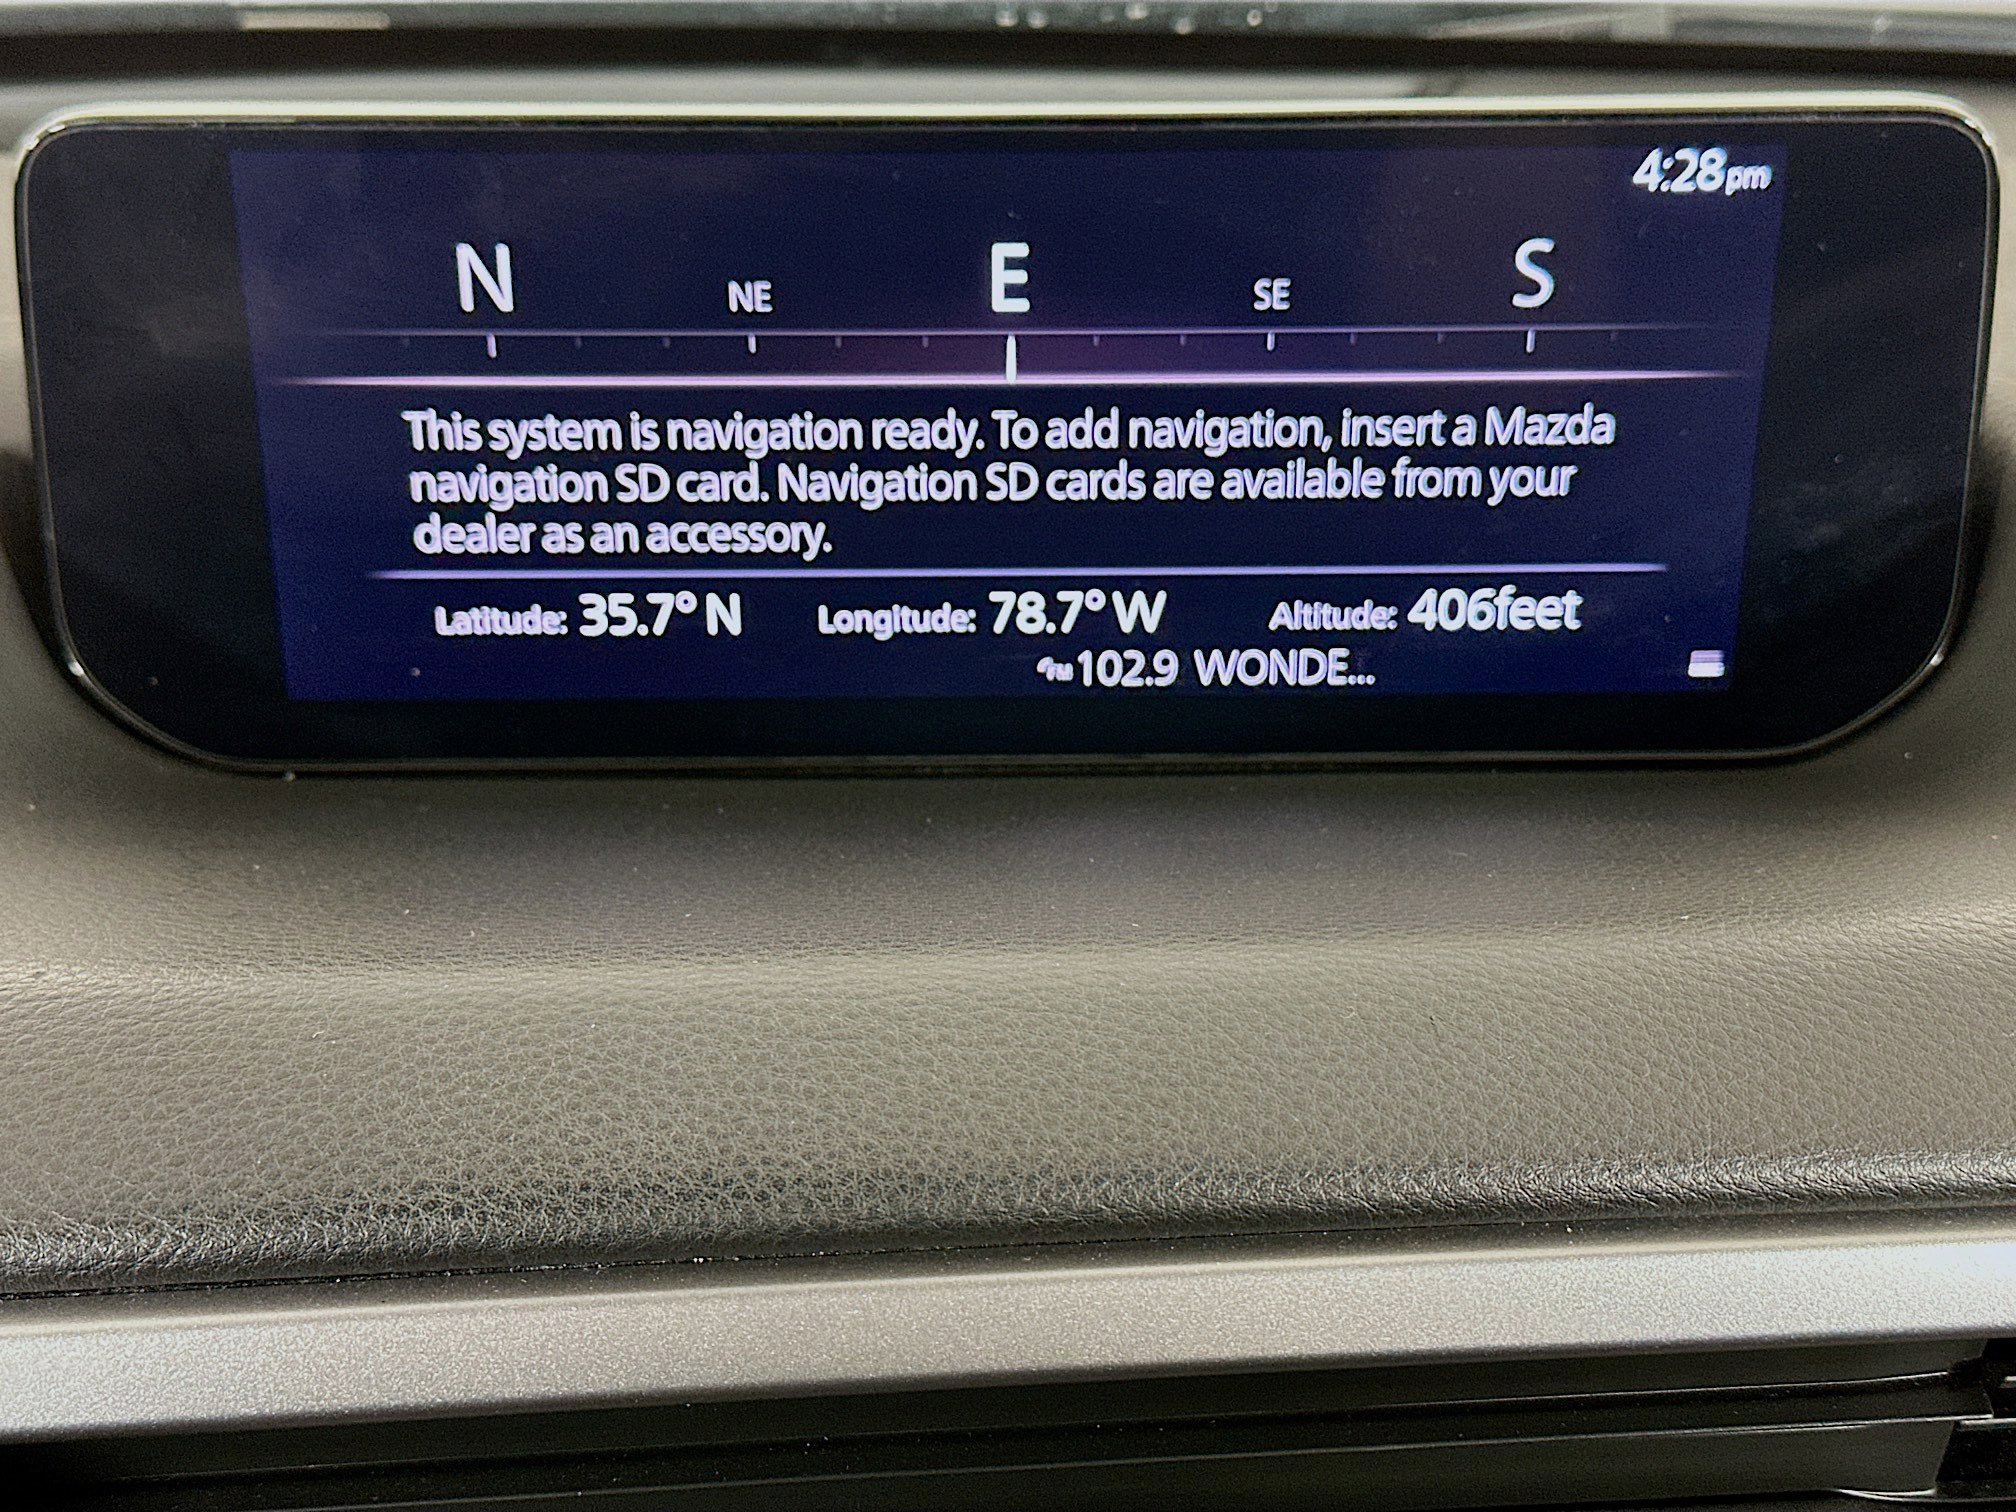 4:28pm
N NE E SE S
This system is navigation ready. To add navigation, insert a Mazda
navigation SD card. Navigation SD cards are available from your
dealer as an accessory.
Latitude: 35.7° N Longitude: 78.7° W Altitude: 406feet
FM 102.9 WONDE...